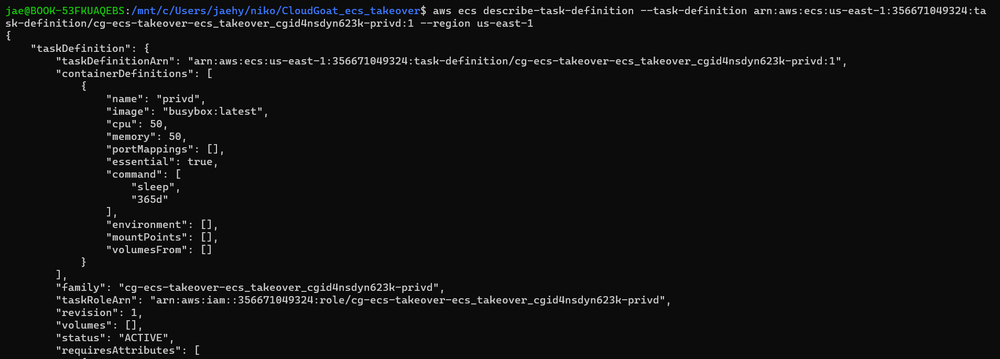 jae@BOOK-53FKUAQEBS:/mnt/c/Users/jaehy/niko/CloudGoat_ecs_takeover$ aws ecs describe-task-definition --task-definition arn:aws:ecs:us-east-1:356671049324:ta
sk-definition/cg-ecs-takeover-ecs_takeover_cgid4nsdyn623k-privd:1 --region us-east-1
{
    "taskDefinition": {
        "taskDefinitionArn": "arn:aws:ecs:us-east-1:356671049324:task-definition/cg-ecs-takeover-ecs_takeover_cgid4nsdyn623k-privd:1",
        "containerDefinitions": [
            {
                "name": "privd",
                "image": "busybox:latest",
                "cpu": 50,
                "memory": 50,
                "portMappings": [],
                "essential": true,
                "command": [
                    "sleep",
                    "365d"
                ],
                "environment": [],
                "mountPoints": [],
                "volumesFrom": []
            }
        ],
        "family": "cg-ecs-takeover-ecs_takeover_cgid4nsdyn623k-privd",
        "taskRoleArn": "arn:aws:iam::356671049324:role/cg-ecs-takeover-ecs_takeover_cgid4nsdyn623k-privd",
        "revision": 1,
        "volumes": [],
        "status": "ACTIVE",
        "requiresAttributes": [